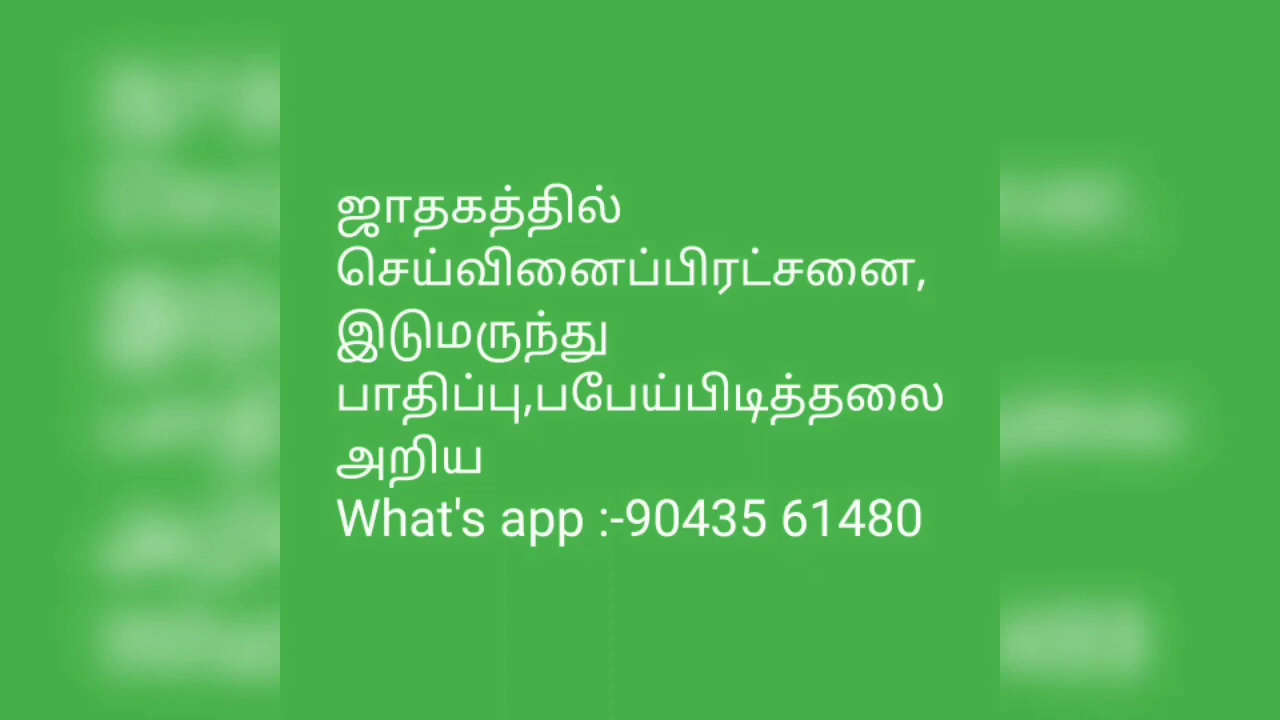 ஜாதகத்தில்
செய்வினைப்பிரட்சனை,
இடுமருந்து
பாதிப்பு,பபேய்பிடித்தலை
அறிய
What's app :-90435 61480